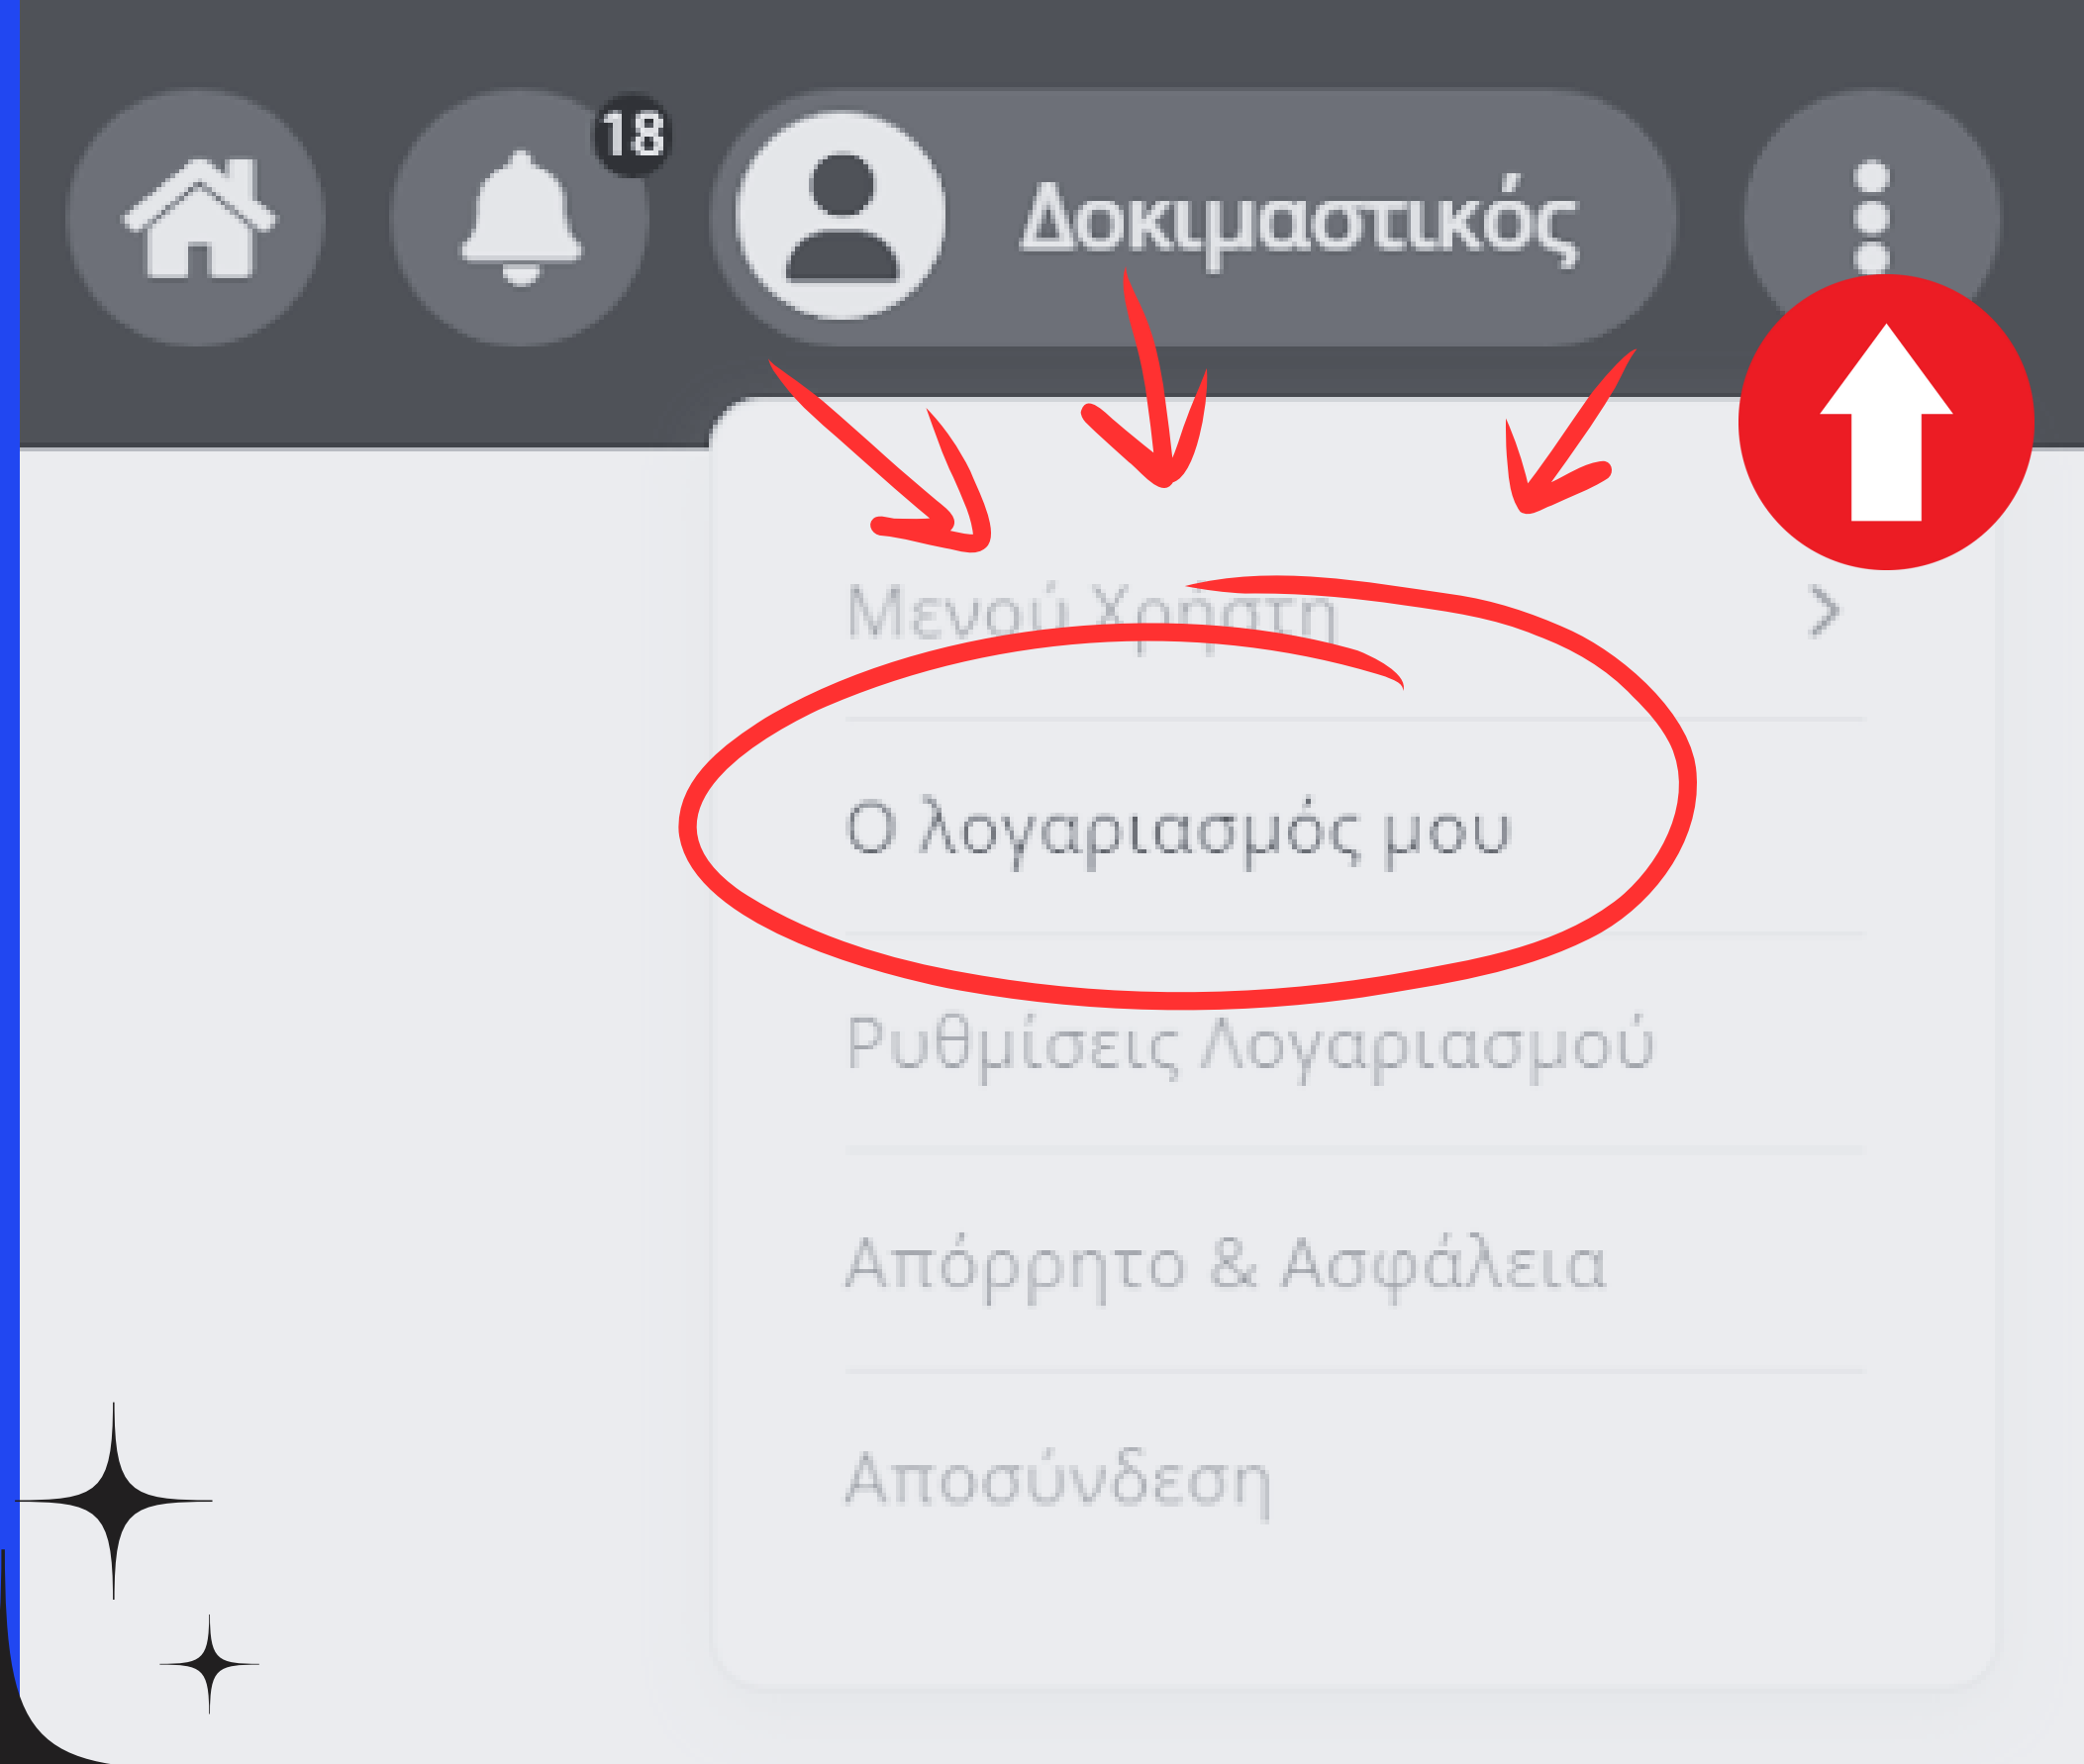 18
Δοκιμαστικός
Μενού Χρήστη
Ο λογαριασμός μου
Ρυθμίσεις Λογαριασμού
Απόρρητο & Ασφάλεια
Αποσύνδεση